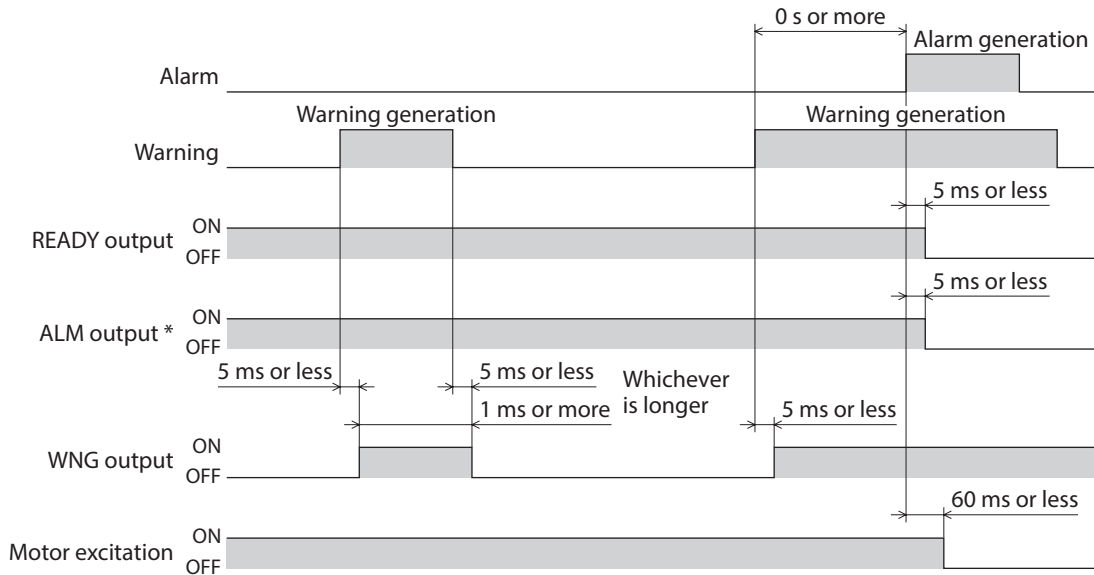 0 s or more
Alarm generation
Alarm
Warning generation
Warning generation
Warning
5 ms or less
READY output
ON
OFF
5 ms or less
ALM output *
ON
OFF
5 ms or less
5 ms or less
Whichever
is longer
1 ms or more
5 ms or less
WNG output
ON
OFF
60 ms or less
Motor excitation
ON
OFF